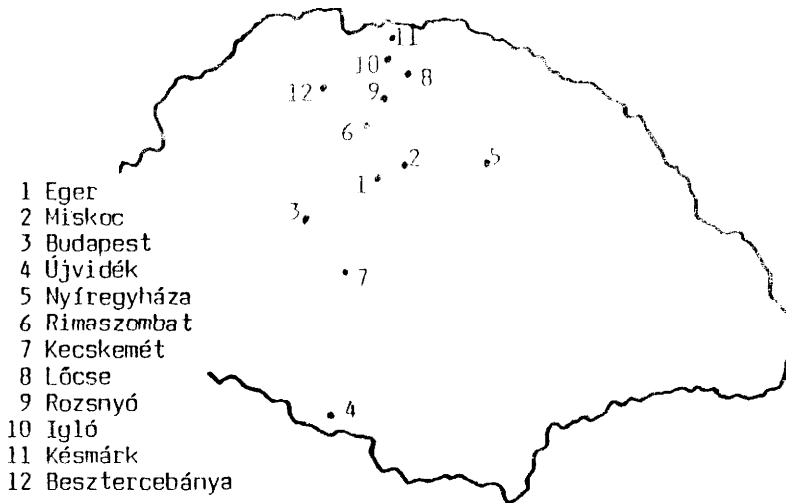 11
10
8
12
9
6
2
5
1
3
7
4
1 Eger
2 Miskoc
3 Budapest
4 Újvidék
5 Nyíregyháza
6 Rimaszombat
7 Kecskemét
8 Lőcse
9 Rozsnyó
10 Igló
11 Késmárk
12 Besztercebánya